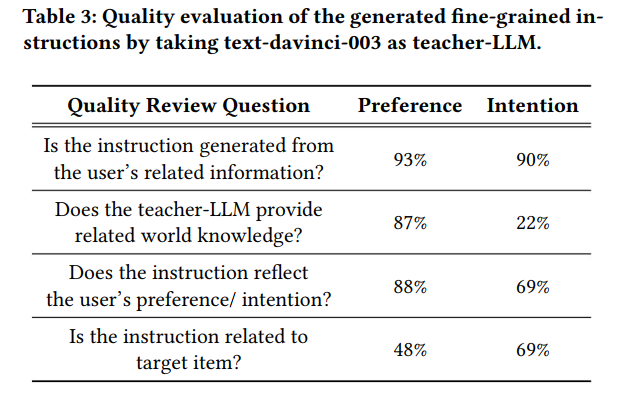 Table 3: Quality evaluation of the generated fine-grained in-
structions by taking text-davinci-003 as teacher-LLM.
Quality Review Question Preference Intention
Is the instruction generated from
the user's related information? 93% 90%
Does the teacher-LLM provide
related world knowledge? 87% 22%
Does the instruction reflect
the user's preference/ intention? 88% 69%
Is the instruction related to
target item? 48% 69%